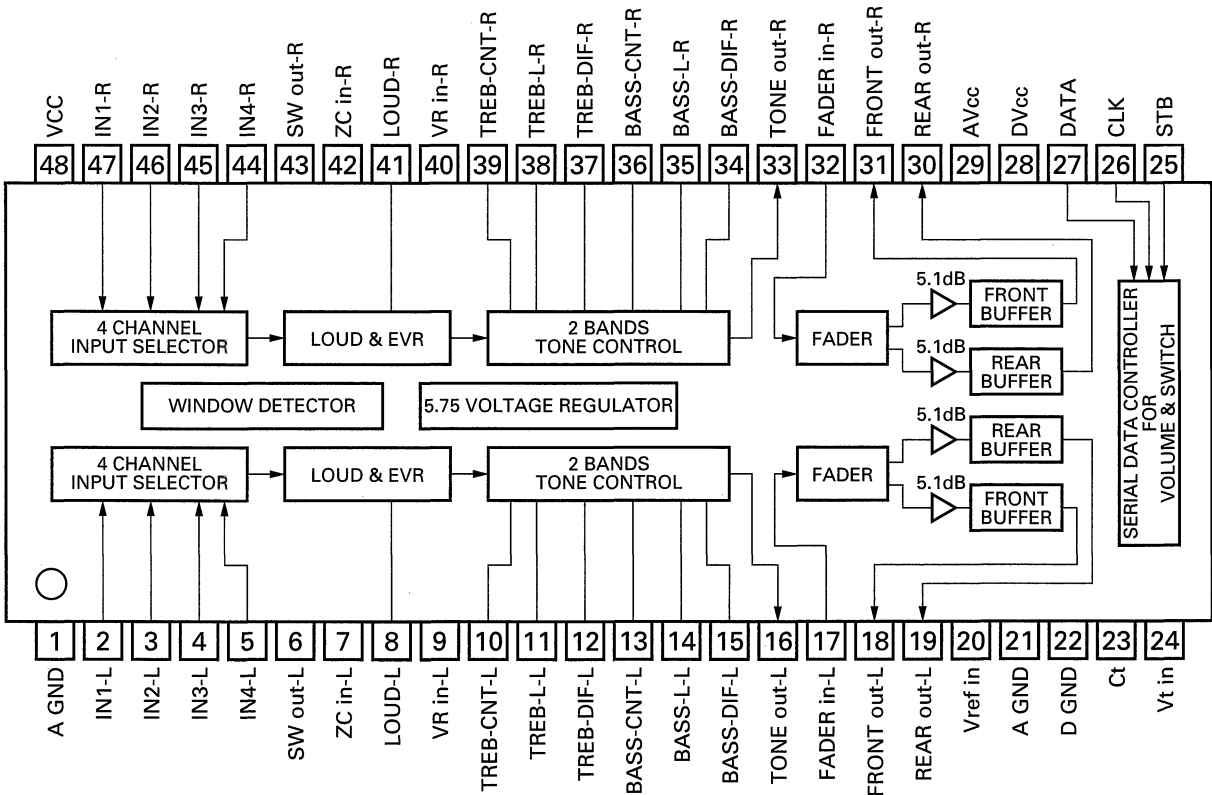 VCC
IN1-R
IN2-R
IN3-R
IN4-R
SW out-R
ZC in-R
LOUD-R
VR in-R
TREB-CNT-R
TREB-L-R
TREB-DIF-R
BASS-CNT-R
BASS-L-R
BASS-DIF-R
TONE out-R
FADER in-R
FRONT out-R
REAR out-R
AVcc
DVcc
DATA
CLK
STB
48 47 46 45 44 43 42 41 40 39 38 37 36 35 34 33 32 31 30 29 28 27 26 25
4 CHANNEL
INPUT SELECTOR
LOUD & EVR
2 BANDS
TONE CONTROL
FADER
5.1dB
FRONT
BUFFER
5.1dB
REAR
BUFFER
WINDOW DETECTOR
5.75 VOLTAGE REGULATOR
4 CHANNEL
INPUT SELECTOR
LOUD & EVR
2 BANDS
TONE CONTROL
FADER
5.1dB
REAR
BUFFER
5.1dB
FRONT
BUFFER
SERIAL DATA CONTROLLER
FOR
VOLUME & SWITCH
1 2 3 4 5 6 7 8 9 10 11 12 13 14 15 16 17 18 19 20 21 22 23 24
A GND
IN1-L
IN2-L
IN3-L
IN4-L
SW out-L
ZC in-L
LOUD-L
VR in-L
TREB-CNT-L
TREB-L-L
TREB-DIF-L
BASS-CNT-L
BASS-L-L
BASS-DIF-L
TONE out-L
FADER in-L
FRONT out-L
REAR out-L
Vref in
A GND
D GND
Ct
Vt in